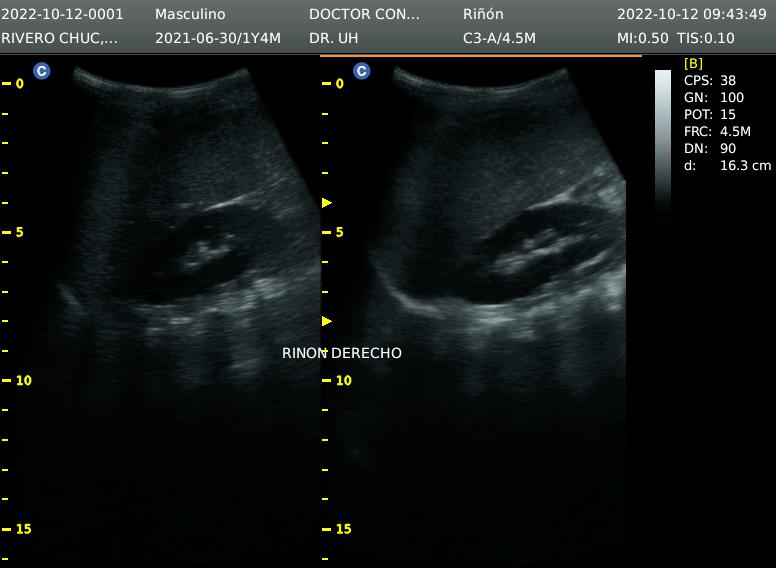 2022-10-12-0001 Masculino DOCTOR CON... Riñón 2022-10-12 09:43:49
RIVERO CHUC,... 2021-06-30/1Y4M DR. UH C3-A/4.5M MI:0.50 TIS:0.10
C C
[B]
CPS: 38
GN: 100
POT: 15
FRC: 4.5M
DN: 90
d: 16.3 cm
0 0
5 5
RINON DERECHO
10 10
15 15